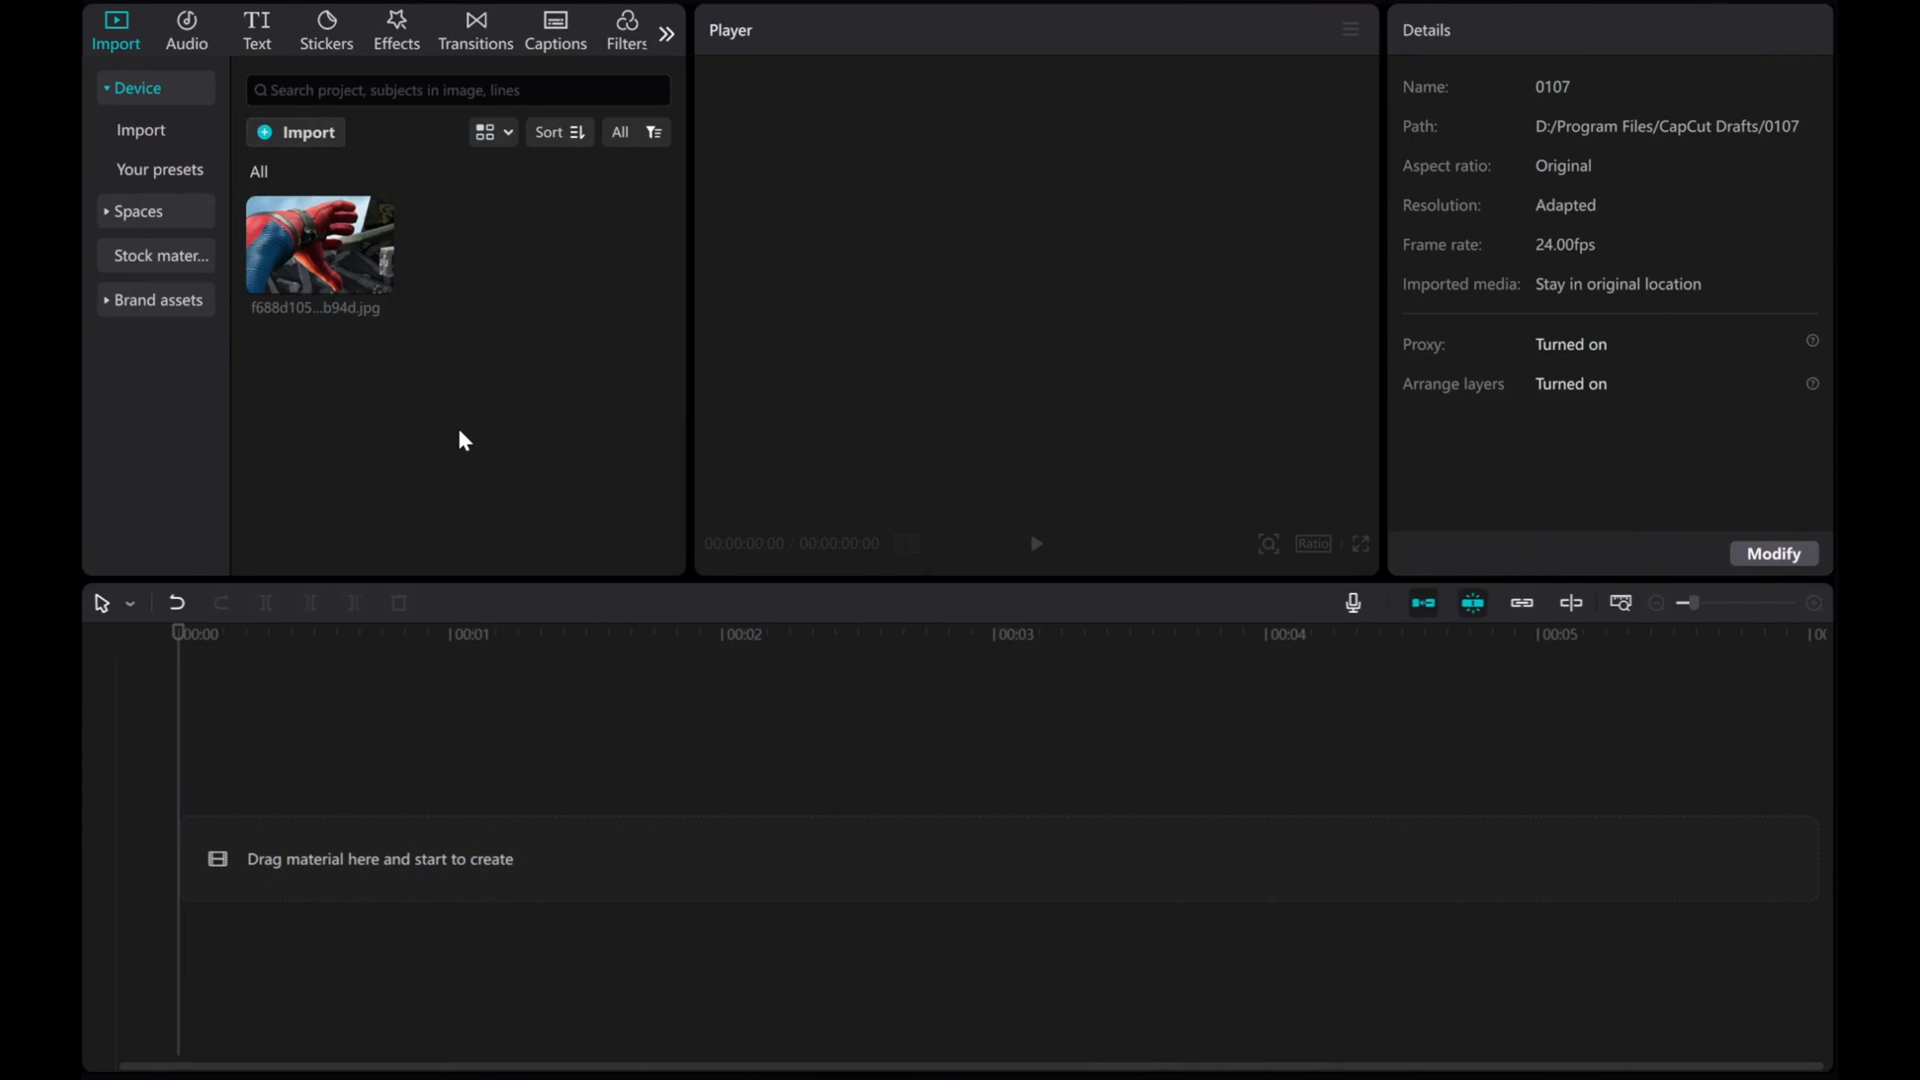 Import
Audio
Text
Stickers
Effects
Transitions
Captions
Filters
Player
Details
Device
Import
Your presets
Spaces
Stock mater...
Brand assets
Search project, subjects in image, lines
Import
Sort
All
All
f688d105...b94d.jpg
00:00:00:00 / 00:00:00:00
Ratio
Name: 0107
Path: D:/Program Files/CapCut Drafts/0107
Aspect ratio: Original
Resolution: Adapted
Frame rate: 24.00fps
Imported media: Stay in original location
Proxy: Turned on
Arrange layers Turned on
Modify
00:00 00:01 00:02 00:03 00:04 00:05
Drag material here and start to create